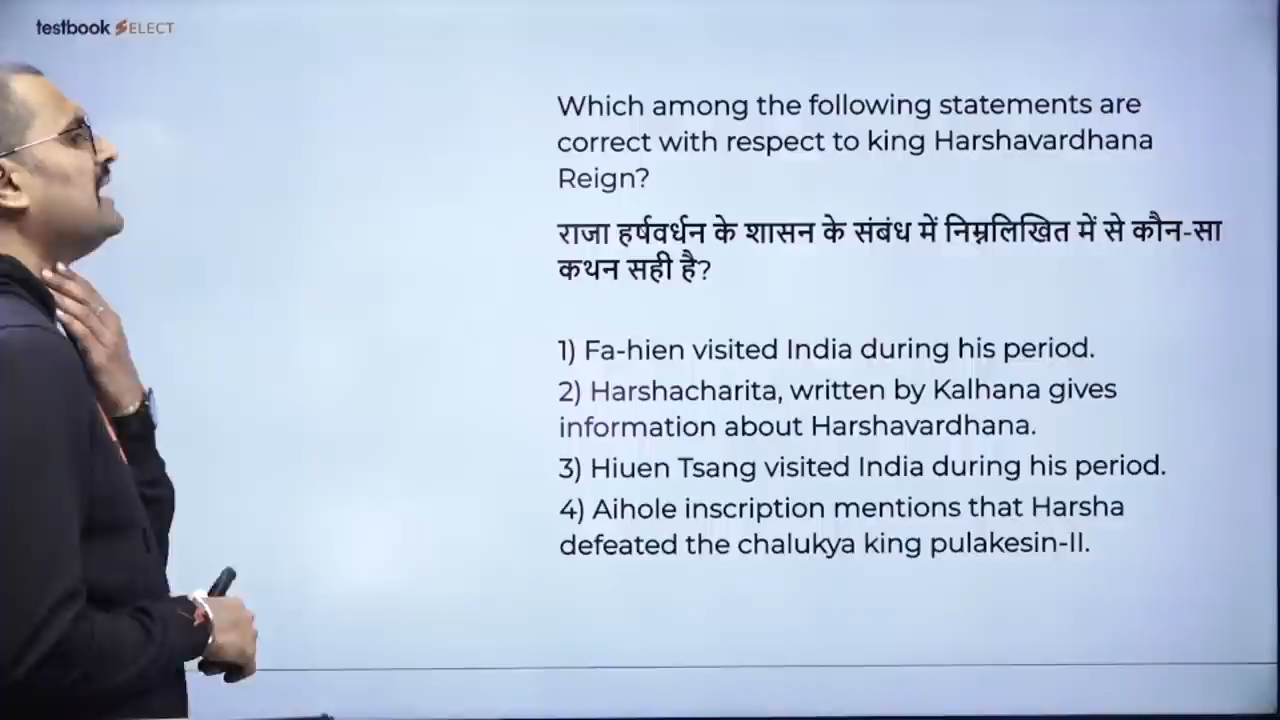 testbook SELECT
Which among the following statements are
correct with respect to king Harshavardhana
Reign?
राजा हर्षवर्धन के शासन के संबंध में निम्नलिखित में से कौन-सा
कथन सही है?
1) Fa-hien visited India during his period.
2) Harshacharita, written by Kalhana gives
information about Harshavardhana.
3) Hiuen Tsang visited India during his period.
4) Aihole inscription mentions that Harsha
defeated the chalukya king pulakesin-II.